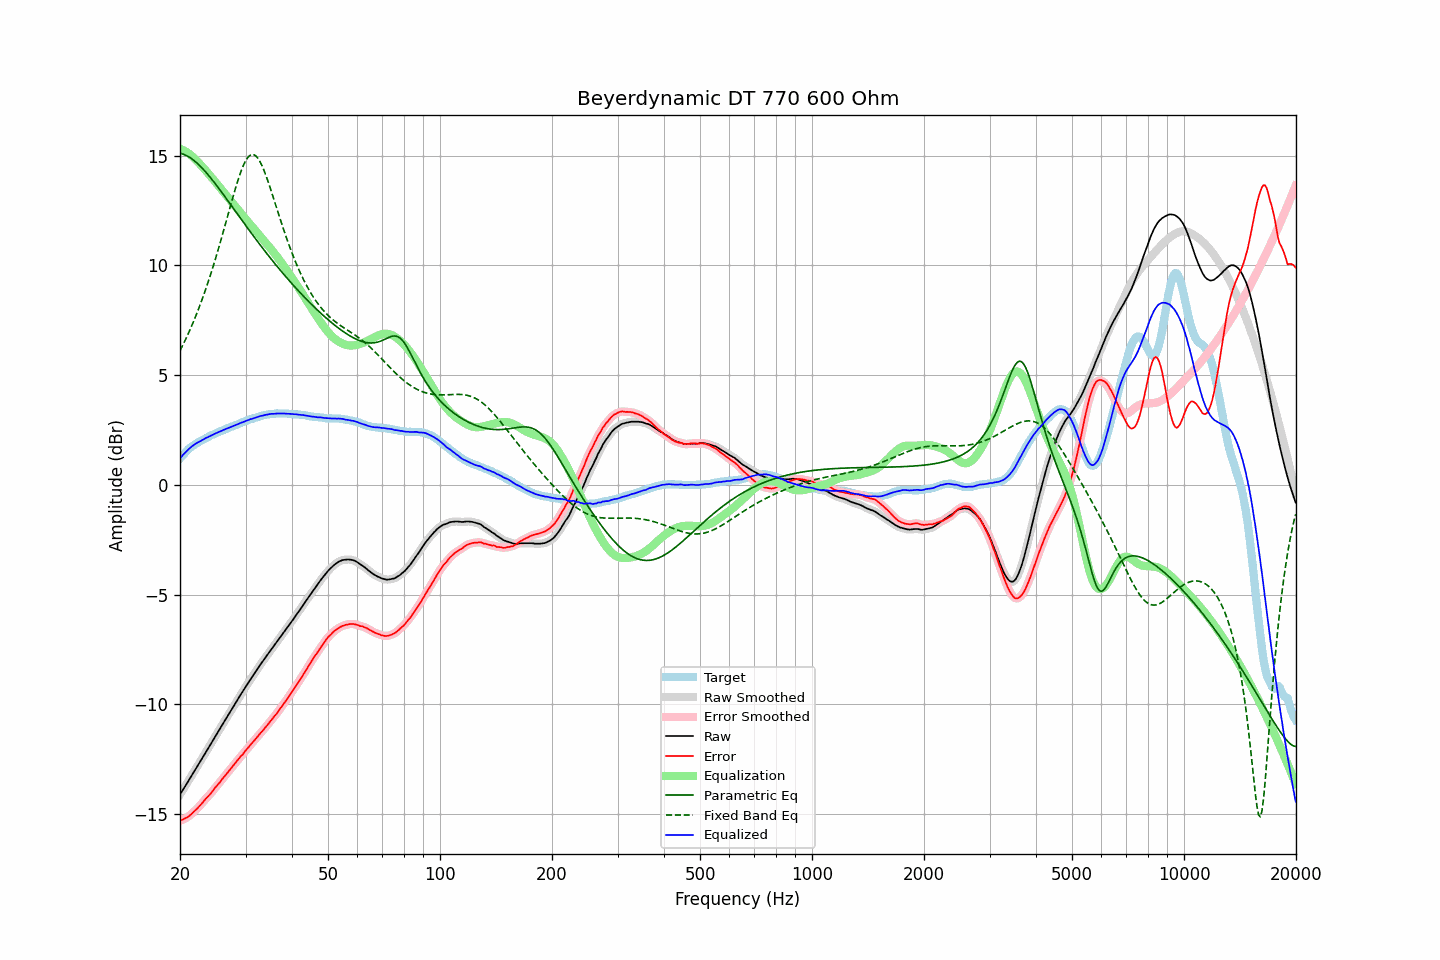 Beyerdynamic DT 770 600 Ohm
Amplitude (dBr)
15
10
5
0
−5
−10
−15
Target
Raw Smoothed
Error Smoothed
Raw
Error
Equalization
Parametric Eq
Fixed Band Eq
Equalized
20 50 100 200 500 1000 2000 5000 10000 20000
Frequency (Hz)